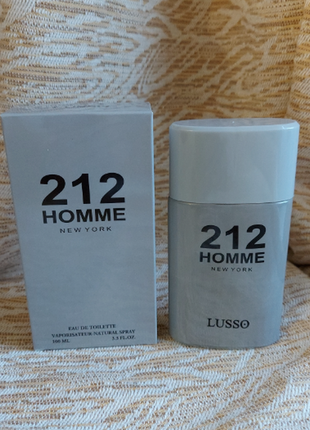 212
HOMME
NEW YORK
EAU DE TOILETTE
VAPORISATEUR NATURAL SPRAY
100 ML
3.3 FL.OZ.
212
HOMME
NEW YORK
LUSSO